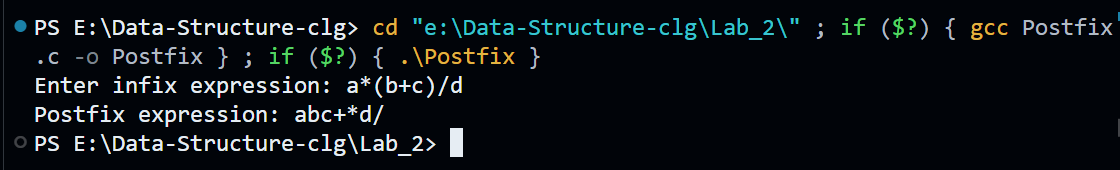 PS E:\Data-Structure-clg> cd "e:\Data-Structure-clg\Lab_2\" ; if ($?) { gcc Postfix
.c -o Postfix } ; if ($?) { .\Postfix }
Enter infix expression: a*(b+c)/d
Postfix expression: abc+*d/
PS E:\Data-Structure-clg\Lab_2>